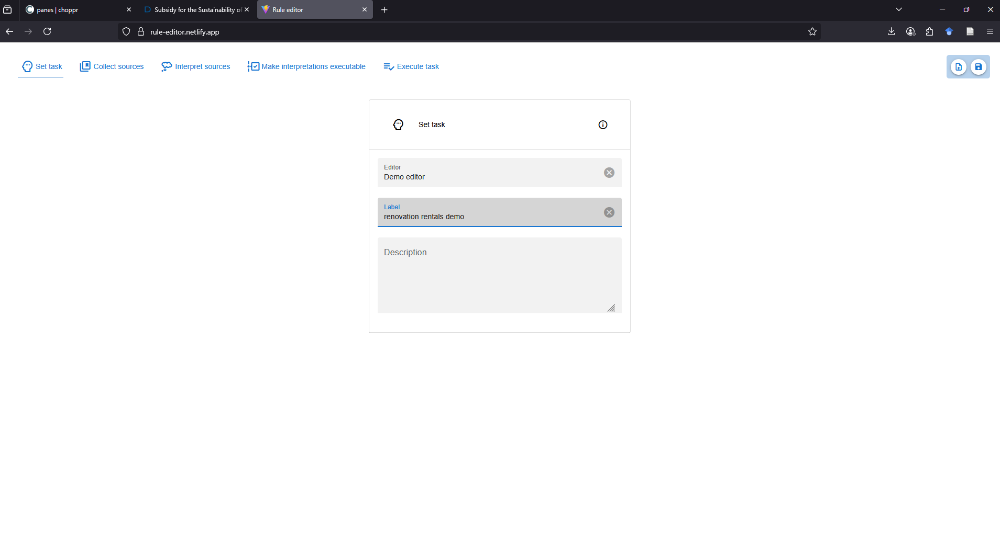 panes | choppr
Subsidy for the Sustainability of
Rule editor
rule-editor.netlify.app
Set task
Collect sources
Interpret sources
Make interpretations executable
Execute task
Set task
Editor
Demo editor
Label
renovation rentals demo
Description